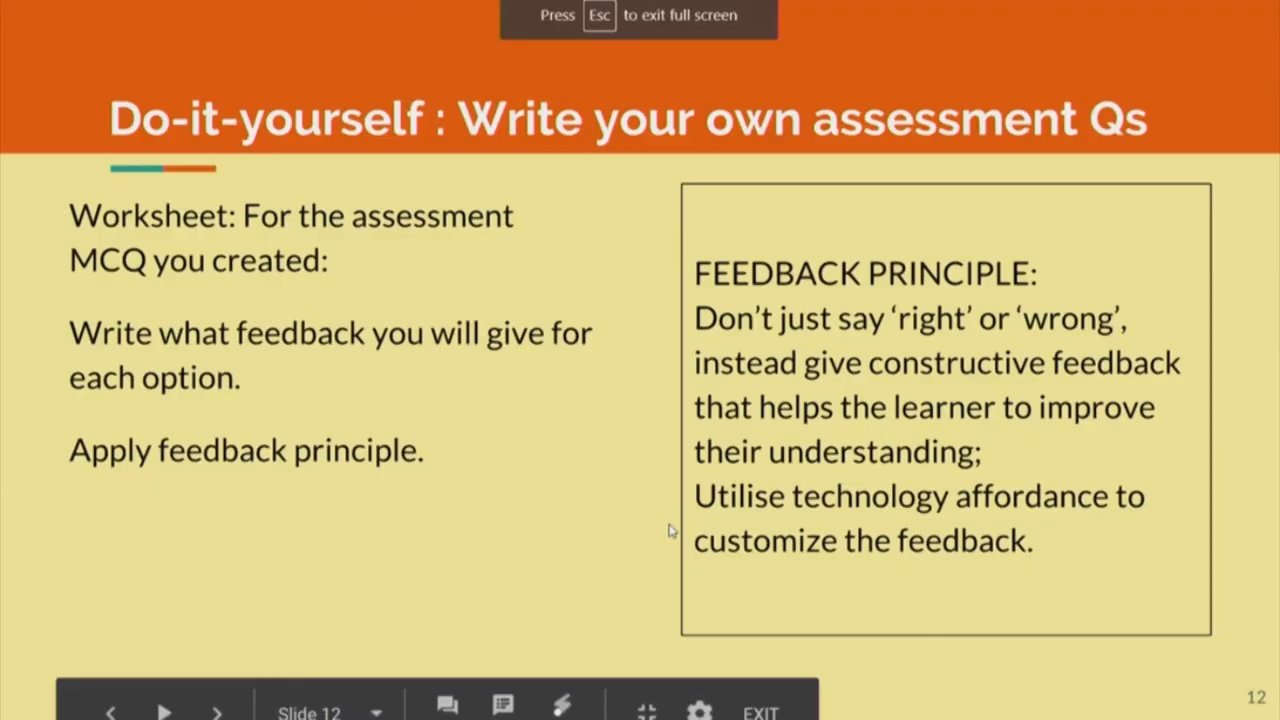 Press Esc to exit full screen
Do-it-yourself : Write your own assessment Qs
Worksheet: For the assessment
MCQ you created:
Write what feedback you will give for
each option.
Apply feedback principle.
FEEDBACK PRINCIPLE:
Don’t just say ‘right’ or ‘wrong’,
instead give constructive feedback
that helps the learner to improve
their understanding;
Utilise technology affordance to
customize the feedback.
Slide 12
EXIT
12